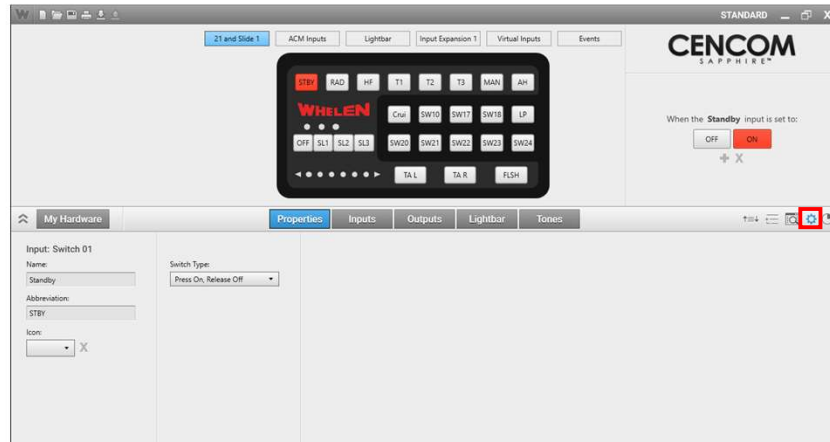 W STANDARD X
21 and Slide 1 ACM Inputs Lightbar Input Expansion 1 Virtual Inputs Events
CENCOM
SAPPHIRE™
STBY RAD HF T1 T2 T3 MAN AH
WHELEN Crui SW10 SW17 SW18 LP
OFF SL1 SL2 SL3 SW20 SW21 SW22 SW23 SW24
TA L TA R FLSH
When the Standby input is set to:
OFF ON
My Hardware Properties Inputs Outputs Lightbar Tones
Input: Switch 01
Name: Switch Type:
Standby Press On, Release Off
Abbreviation:
STBY
Icon: